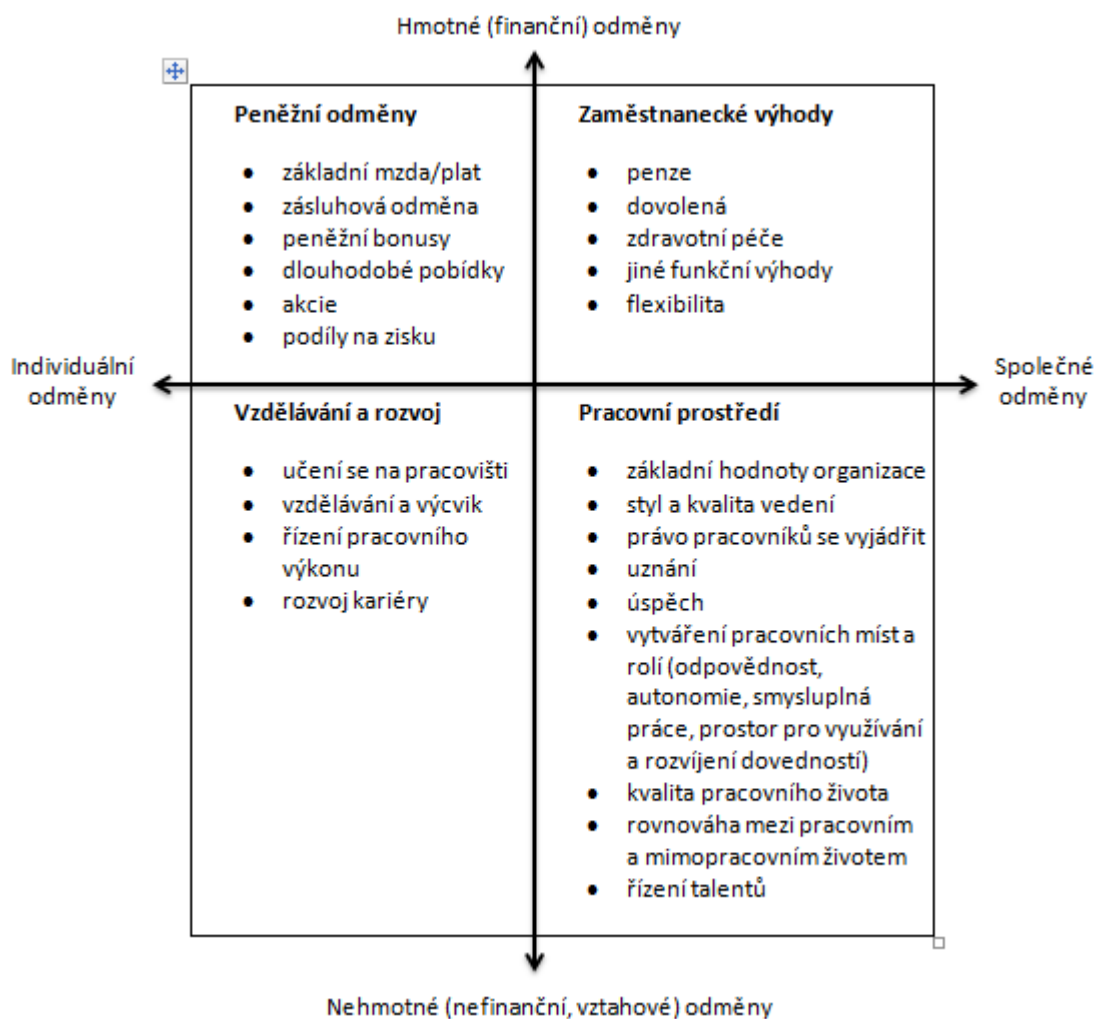 Hmotné (finanční) odměny
Peněžní odměny
● základní mzda/plat
● zásluhová odměna
● peněžní bonusy
● dlouhodobé pobídky
● akcie
● podíly na zisku
Zaměstnanecké výhody
● penze
● dovolená
● zdravotní péče
● jiné funkční výhody
● flexibilita
Individuální
odměny
Společné
odměny
Vzdělávání a rozvoj
● učení se na pracovišti
● vzdělávání a výcvik
● řízení pracovního
výkonu
● rozvoj kariéry
Pracovní prostředí
● základní hodnoty organizace
● styl a kvalita vedení
● právo pracovníků se vyjádřit
● uznání
● úspěch
● vytváření pracovních míst a
rolí (odpovědnost,
autonomie, smysluplná
práce, prostor pro využívání
a rozvíjení dovedností)
● kvalita pracovního života
● rovnováha mezi pracovním
a mimopracovním životem
● řízení talentů
Nehmotné (nefinanční, vztahové) odměny